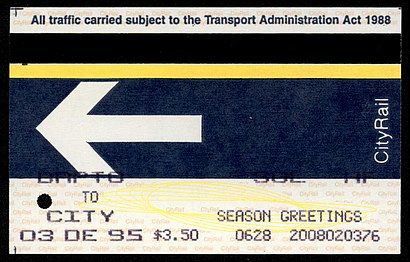 All traffic carried subject to the Transport Administration Act 1988
CityRail
DAPTO
TO
CITY SEASON GREETINGS
03 DE 95 $3.50 0628 2008020376